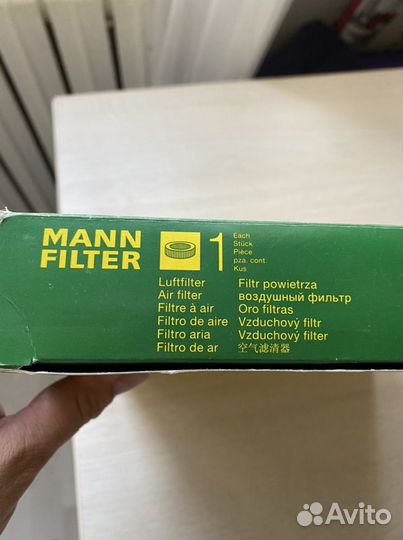 MANN
FILTER
1
Each
Stück
Pièce
pza. cont.
Kus
Luftfilter
Air filter
Filtre à air
Filtro de aire
Filtro aria
Filtro de ar
Filtr powietrza
воздушный фильтр
Oro filtras
Vzduchový filtr
Vzduchový filter
空气滤清器
Avito